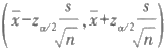 ( x̄ − z_{α/2} s/√n , x̄ + z_{α/2} s/√n )